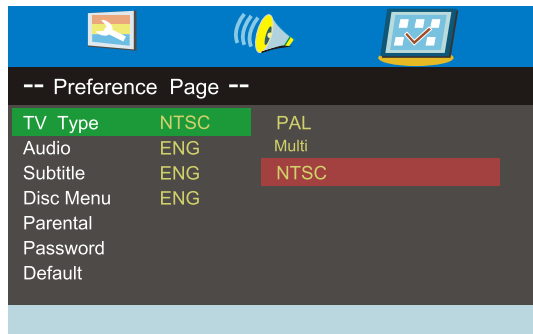 -- Preference Page --
TV Type NTSC PAL
Audio ENG Multi
Subtitle ENG NTSC
Disc Menu ENG
Parental
Password
Default